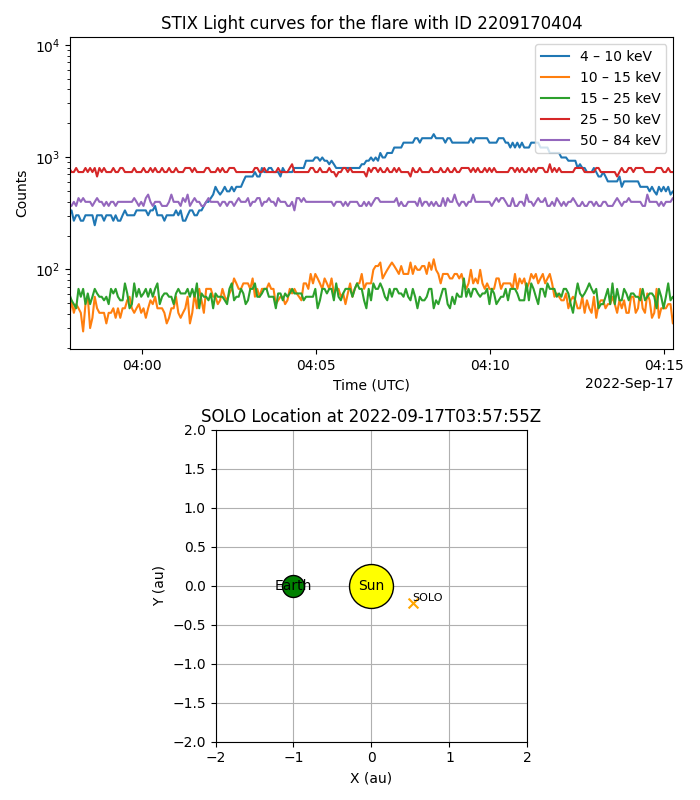 STIX Light curves for the flare with ID 2209170404
10⁴
10³
10²
Counts
4 – 10 keV
10 – 15 keV
15 – 25 keV
25 – 50 keV
50 – 84 keV
04:00 04:05 04:10 04:15
Time (UTC)
2022-Sep-17
SOLO Location at 2022-09-17T03:57:55Z
2.0
1.5
1.0
0.5
0.0
−0.5
−1.0
−1.5
−2.0
Y (au)
Earth
Sun
SOLO
−2 −1 0 1 2
X (au)